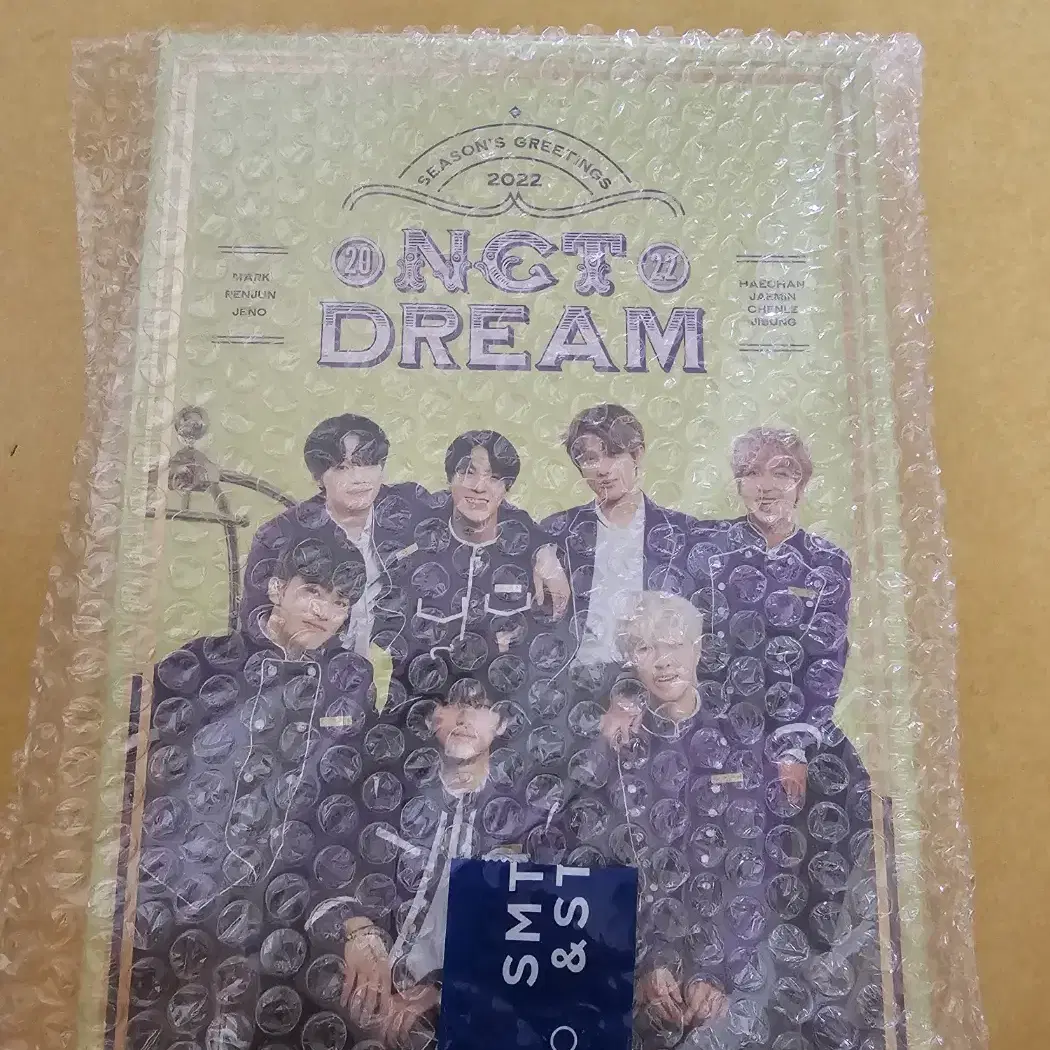 SEASON'S GREETINGS
2022
20 NCT 22
DREAM
MARK
RENJUN
JENO
HAECHAN
JAEMIN
CHENLE
JISUNG
SMT
&ST